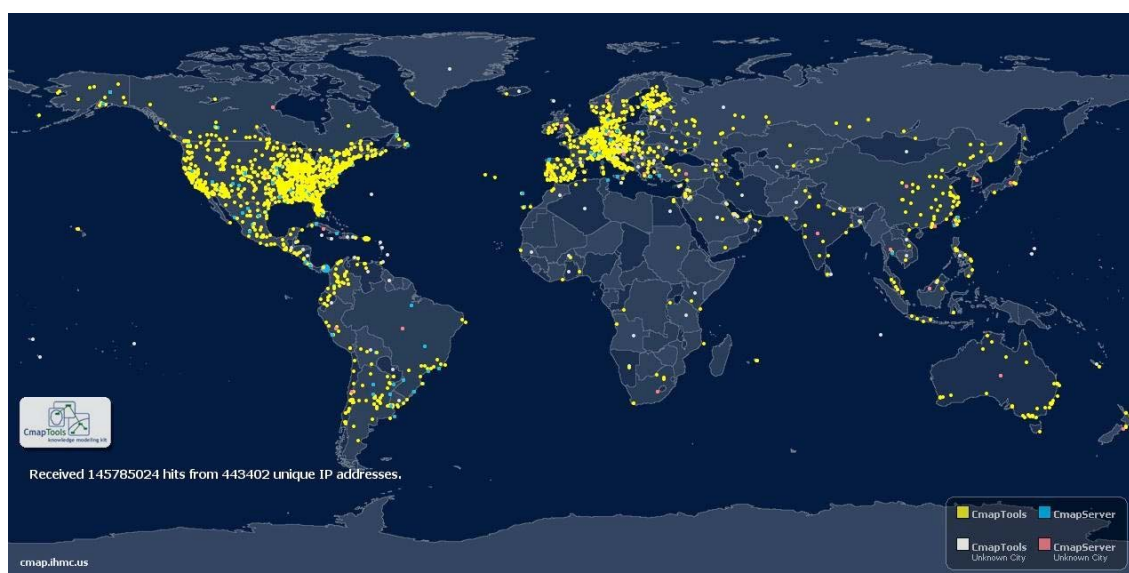 CmapTools
knowledge modeling kit
Received 145785024 hits from 443402 unique IP addresses.
CmapTools
CmapServer
CmapTools
Unknown City
CmapServer
Unknown City
cmap.ihmc.us